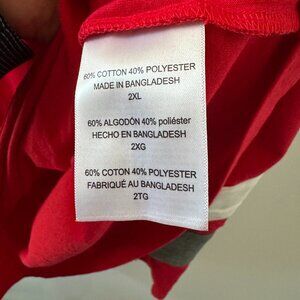 60% COTTON 40% POLYESTER
MADE IN BANGLADESH
2XL
60% ALGODÓN 40% poliéster
HECHO EN BANGLADESH
2XG
60% COTON 40% POLYESTER
FABRIQUÉ AU BANGLADESH
2TG